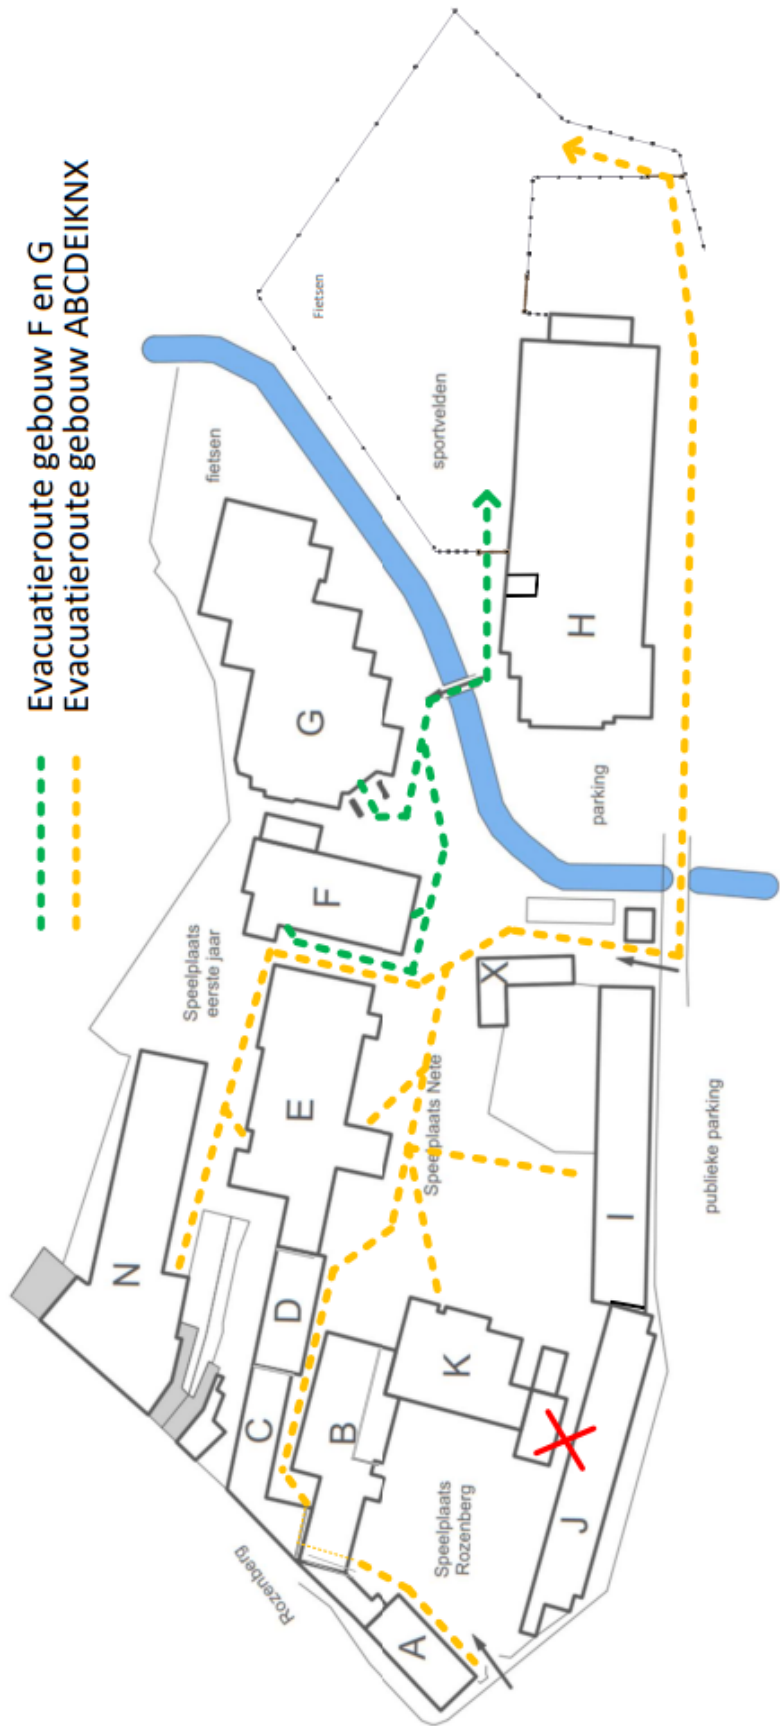 Evacuatieroute gebouw F en G
Evacuatieroute gebouw ABCDEIKNX
Fietsen
fietsen
sportvelden
G
H
parking
F
Speelplaats
eerste jaar
X
E
Speelplaats Nete
publieke parking
N
I
D
K
C
B
Speelplaats
Rozenberg
J
Rozenberg
A